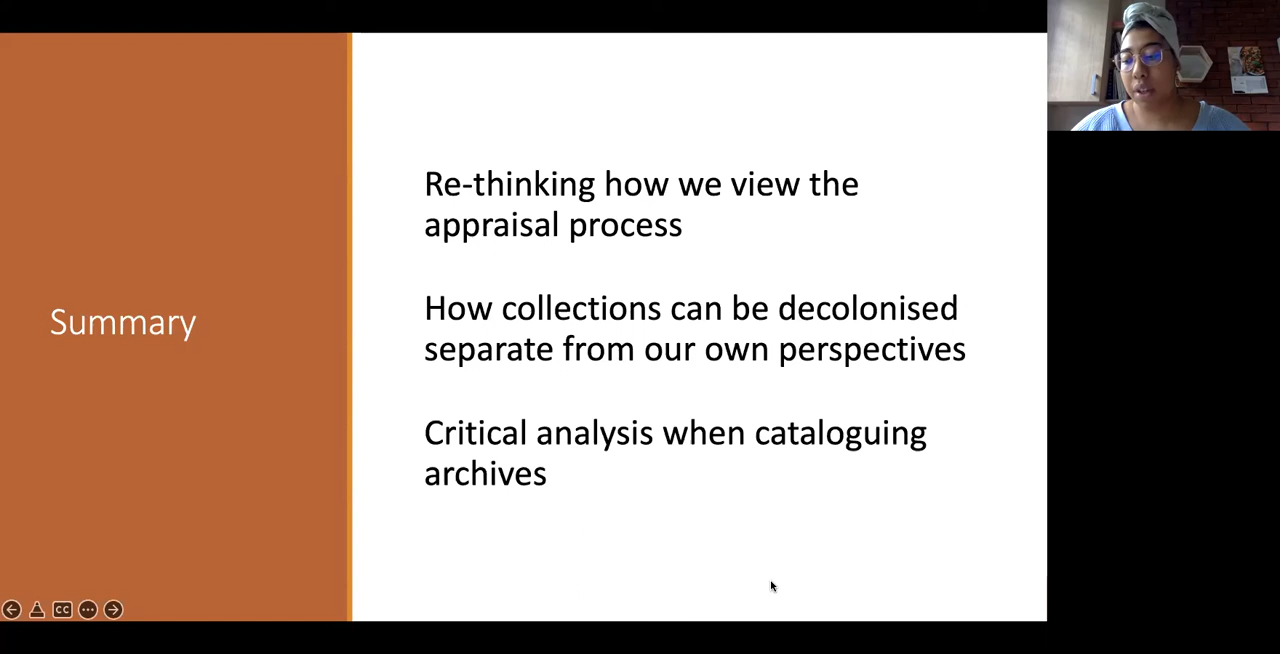 Summary
Re-thinking how we view the
appraisal process
How collections can be decolonised
separate from our own perspectives
Critical analysis when cataloguing
archives
CC